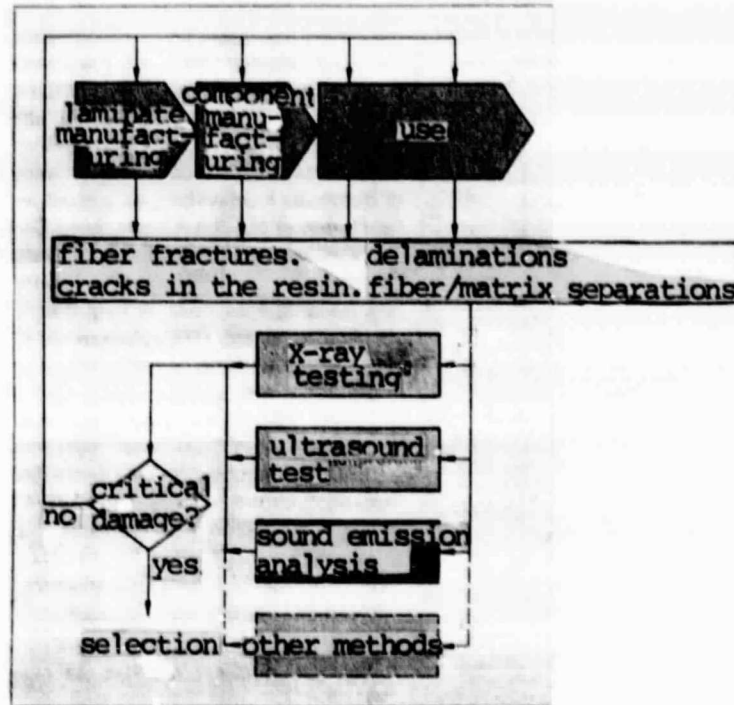 laminate
manufact-
uring
component
manu-
fact-
uring
use
fiber fractures. delaminations
cracks in the resin. fiber/matrix separations
X-ray
testing
ultrasound
test
critical
damage?
no
sound emission
analysis
yes
selection
other methods